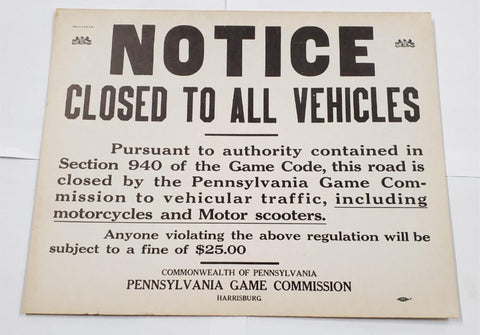 NOTICE
CLOSED TO ALL VEHICLES
Pursuant to authority contained in
Section 940 of the Game Code, this road is
closed by the Pennsylvania Game Com-
mission to vehicular traffic, including
motorcycles and Motor scooters.
Anyone violating the above regulation will be
subject to a fine of $25.00
COMMONWEALTH OF PENNSYLVANIA
PENNSYLVANIA GAME COMMISSION
HARRISBURG